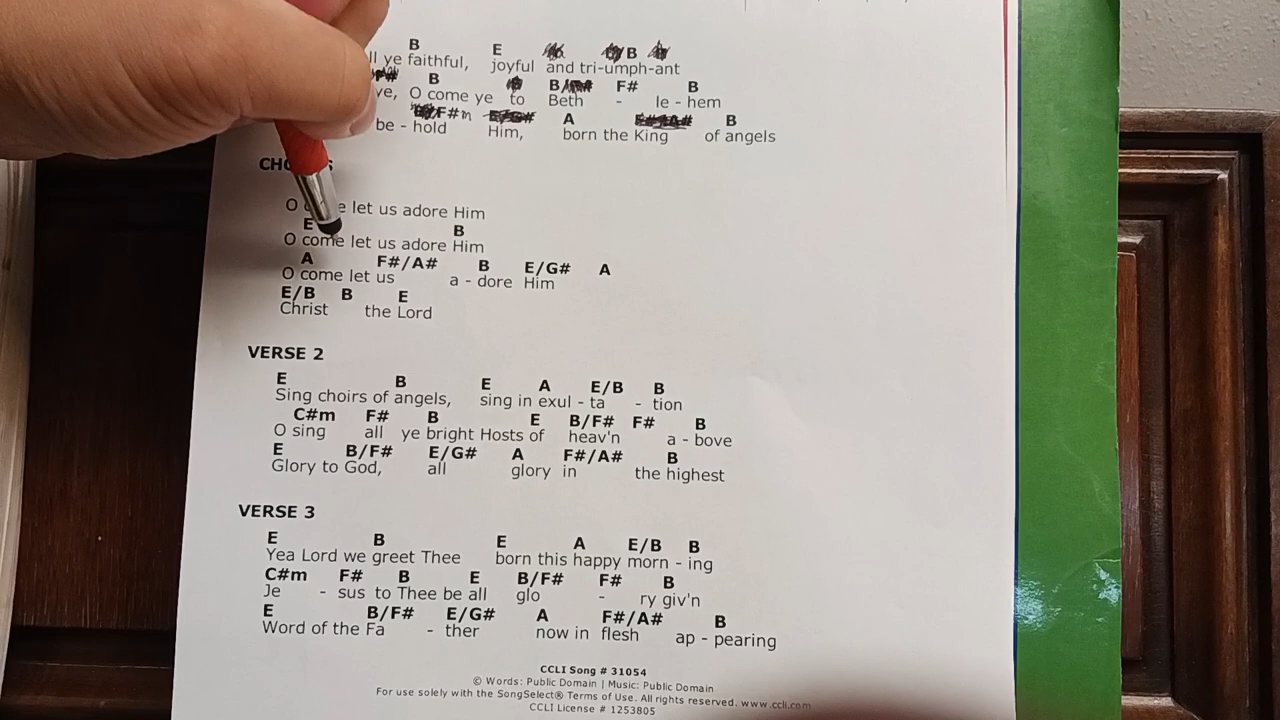 B E B
ll ye faithful, joyful and tri-umph-ant
B B/ F# B
ye, O come ye to Beth - le - hem
F#m A B
be - hold Him, born the King of angels
O let us adore Him
E B
O come let us adore Him
A F#/A# B E/G# A
O come let us a - dore Him
E/B B E
Christ the Lord
VERSE 2
E B E A E/B B
Sing choirs of angels, sing in exul - ta - tion
C#m F# B E B/F# F# B
O sing all ye bright Hosts of heav'n a - bove
E B/F# E/G# A F#/A# B
Glory to God, all glory in the highest
VERSE 3
E B E A E/B B
Yea Lord we greet Thee born this happy morn - ing
C#m F# B E B/F# F# B
Je - sus to Thee be all glo - ry giv'n
E B/F# E/G# A F#/A# B
Word of the Fa - ther now in flesh ap - pearing
CCLI Song # 31054
© Words: Public Domain | Music: Public Domain
For use solely with the SongSelect® Terms of Use. All rights reserved. www.ccli.com
CCLI License # 1253805